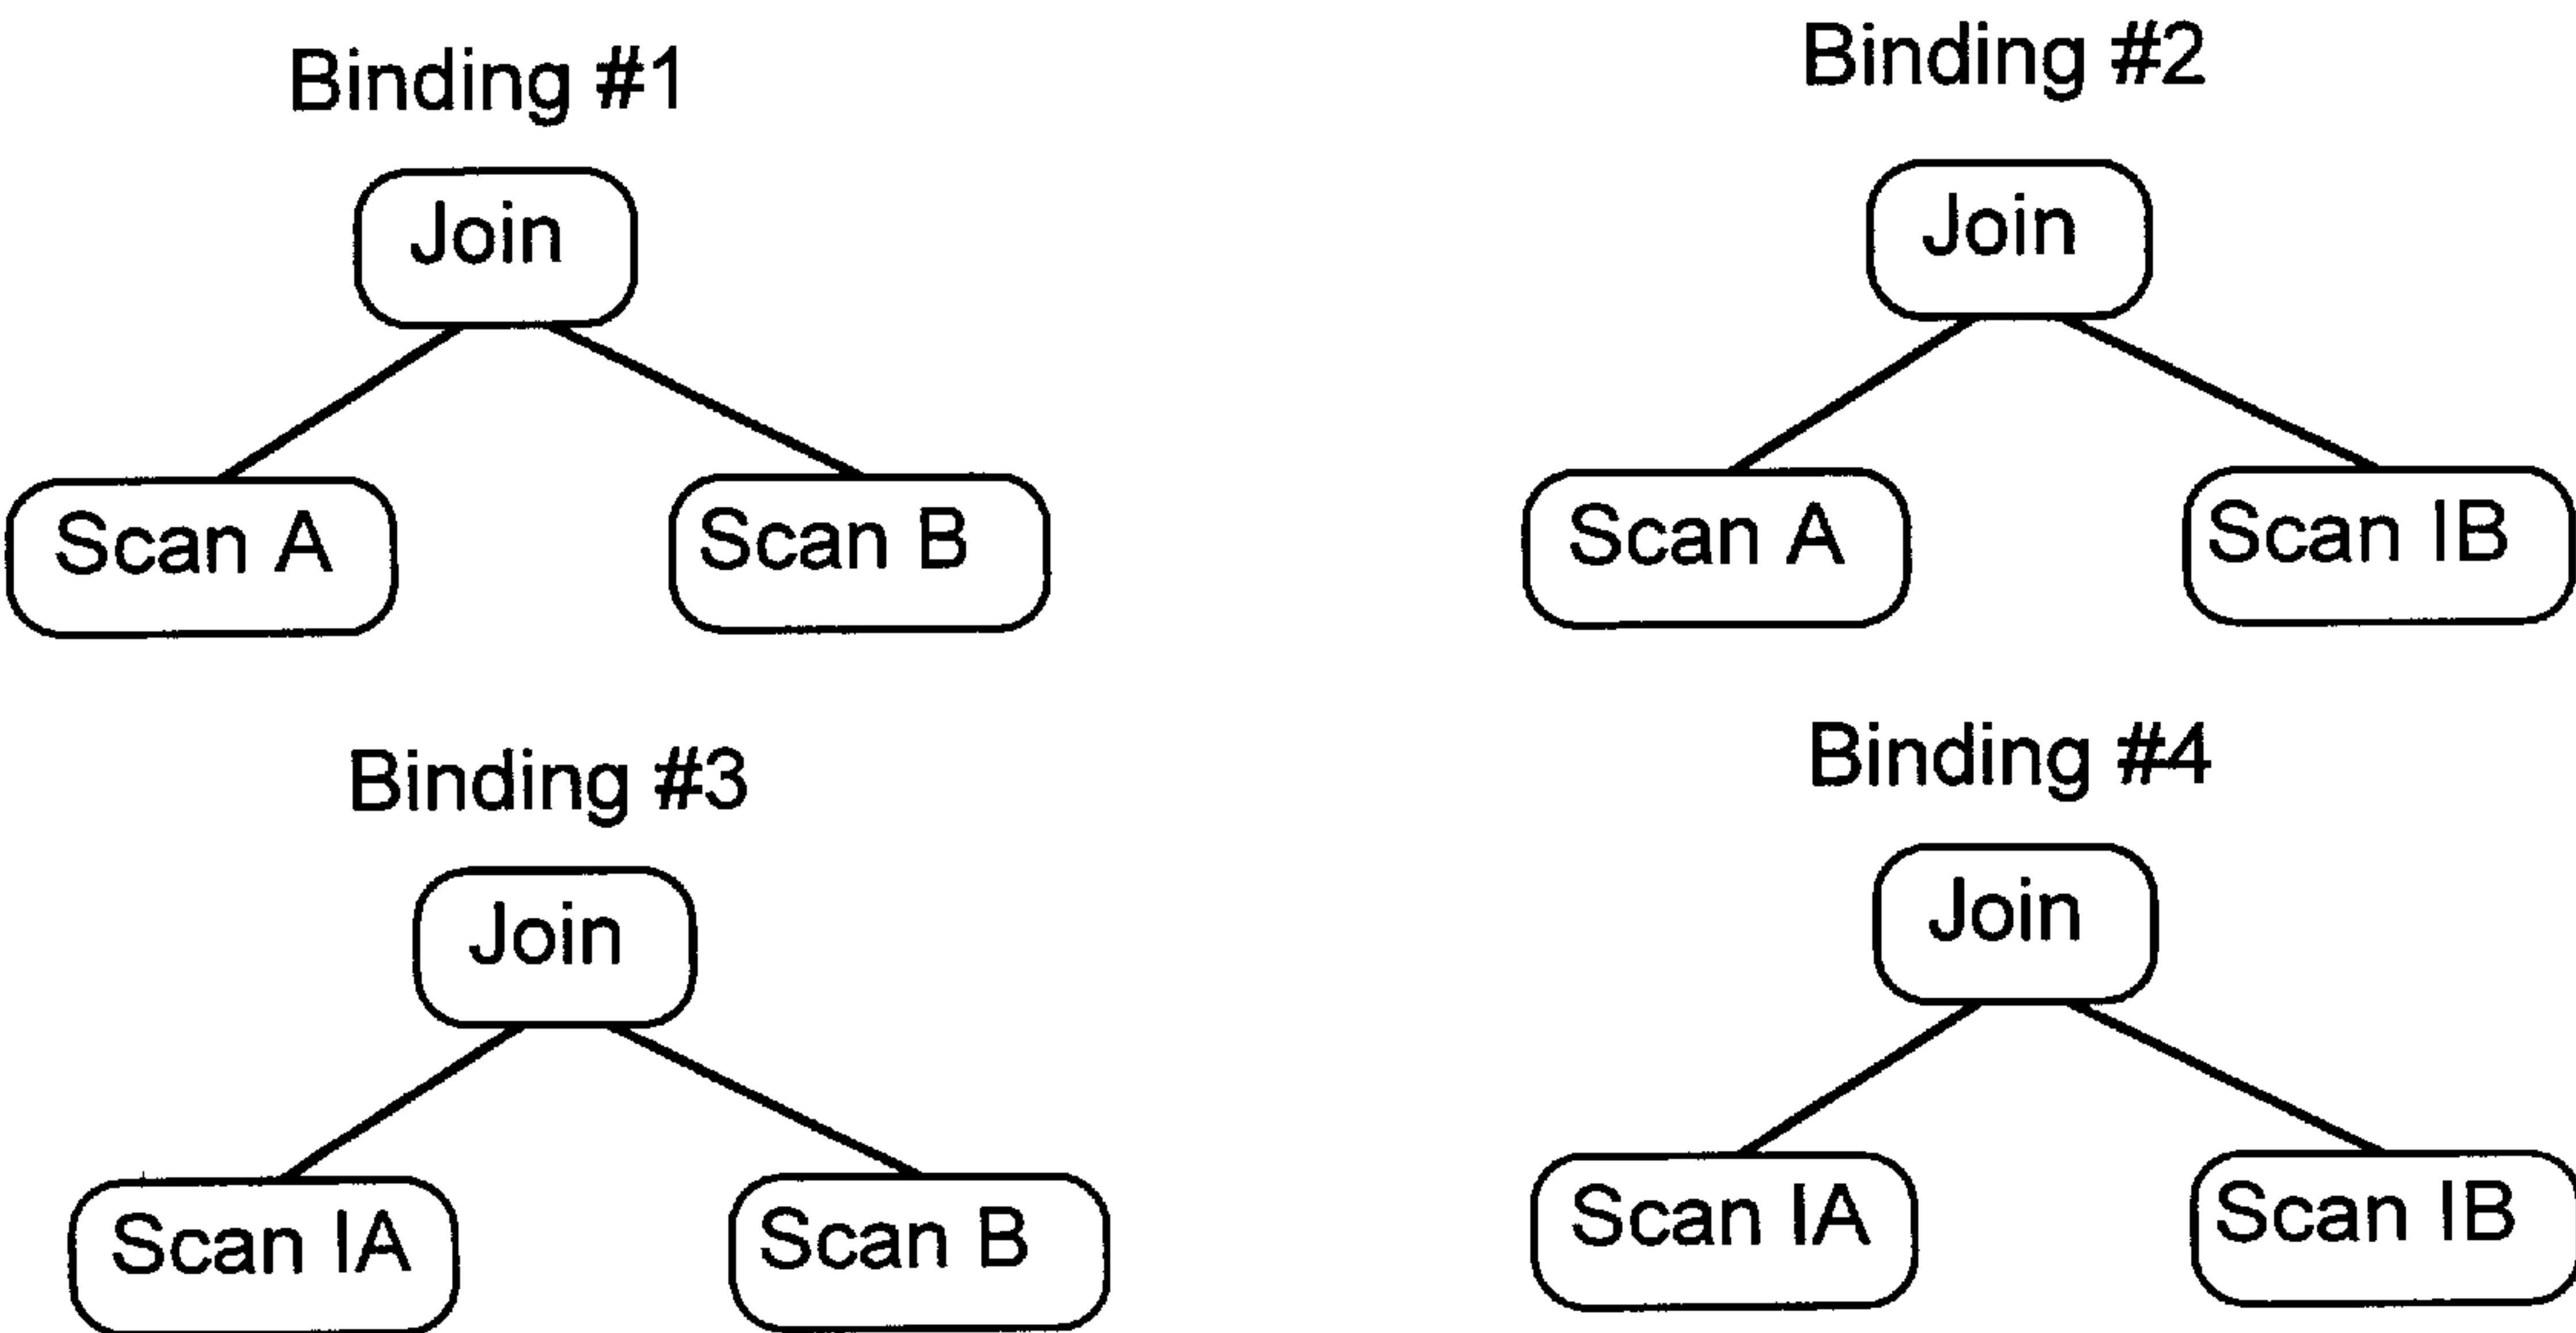 Binding #1
Join
Scan A
Scan B
Binding #2
Join
Scan A
Scan IB
Binding #3
Join
Scan IA
Scan B
Binding #4
Join
Scan IA
Scan IB